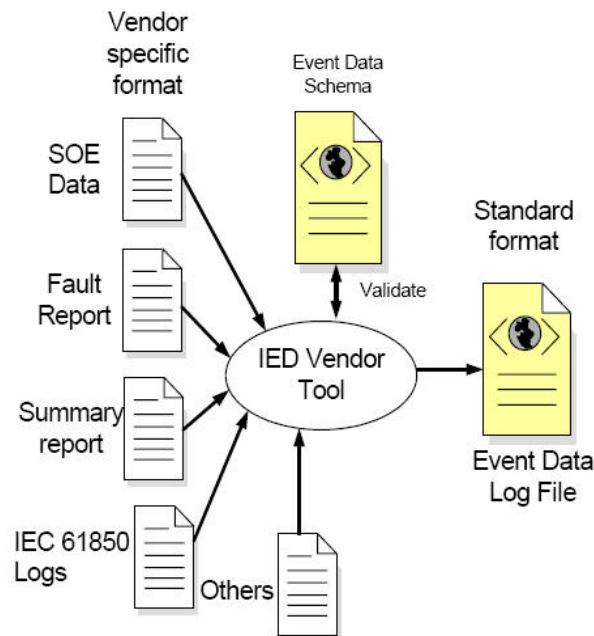 Vendor
specific
format
Event Data
Schema
SOE
Data
Standard
format
Fault
Report
Validate
IED Vendor
Tool
Summary
report
Event Data
Log File
IEC 61850
Logs
Others